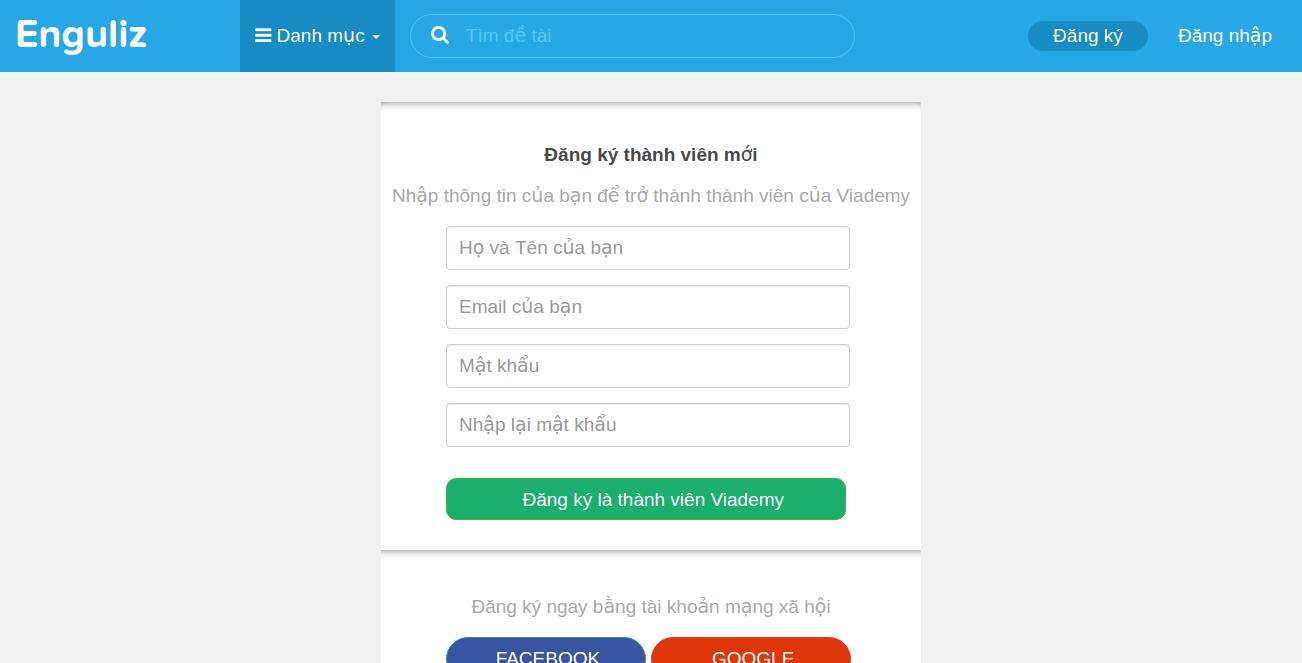 Enguliz
Danh mục
Tìm đề tài
Đăng ký
Đăng nhập
Đăng ký thành viên mới
Nhập thông tin của bạn để trở thành thành viên của Viademy
Họ và Tên của bạn
Email của bạn
Mật khẩu
Nhập lại mật khẩu
Đăng ký là thành viên Viademy
Đăng ký ngay bằng tài khoản mạng xã hội
FACEBOOK
GOOGLE